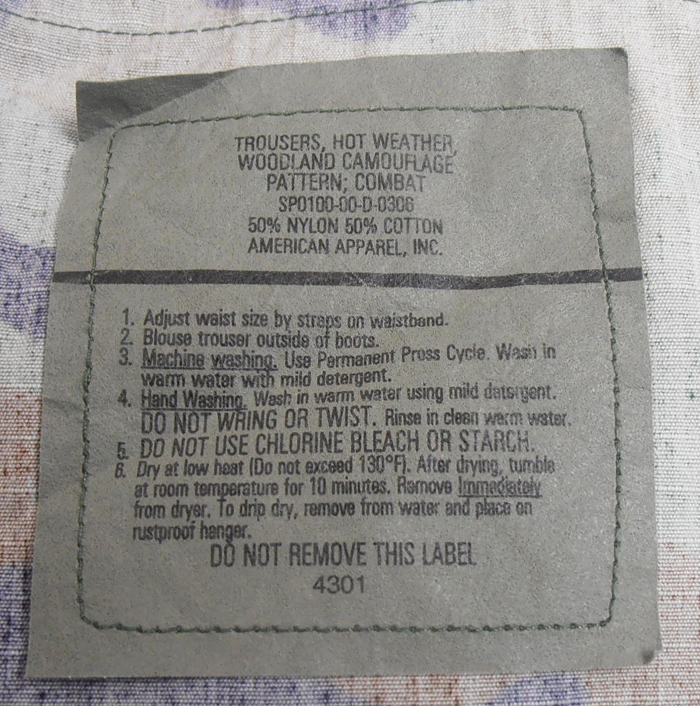 TROUSERS, HOT WEATHER,
WOODLAND CAMOUFLAGE
PATTERN; COMBAT
SP0100-00-D-0306
50% NYLON 50% COTTON
AMERICAN APPAREL, INC.
1. Adjust waist size by straps on waistband.
2. Blouse trouser outside of boots.
3. Machine washing. Use Permanent Press Cycle. Wash in
warm water with mild detergent.
4. Hand Washing. Wash in warm water using mild detergent.
DO NOT WRING OR TWIST. Rinse in clean warm water.
5. DO NOT USE CHLORINE BLEACH OR STARCH.
6. Dry at low heat (Do not exceed 130°F). After drying, tumble
at room temperature for 10 minutes. Remove Immediately
from dryer. To drip dry, remove from water and place on
rustproof hanger.
DO NOT REMOVE THIS LABEL
4301